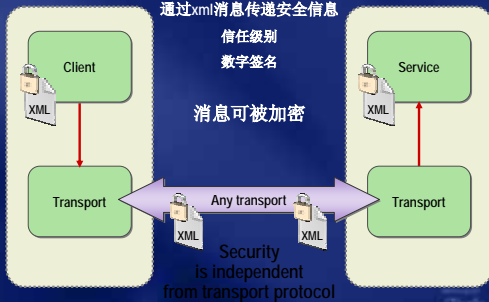 通过xml消息传递安全信息
信任级别
数字签名
消息可被加密
Client
XML
Service
XML
Transport
Any transport
Transport
XML
XML
Security
is independent
from transport protocol